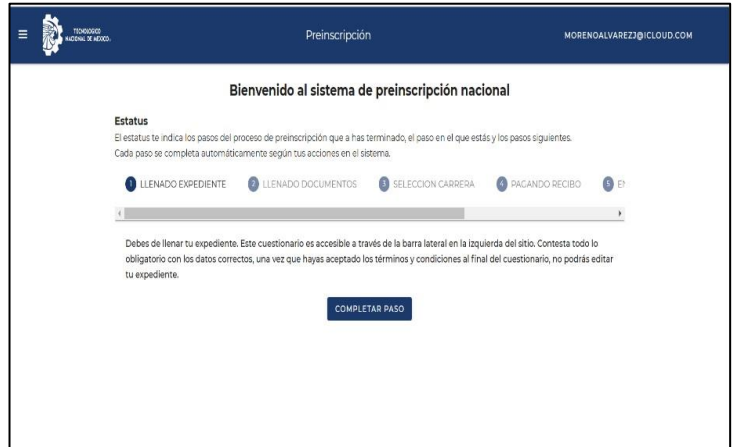 TECNOLÓGICO
NACIONAL DE MÉXICO.
Preinscripción
MORENOALVAREZJ@ICLOUD.COM
Bienvenido al sistema de preinscripción nacional
Estatus
El estatus te indica los pasos del proceso de preinscripción que a has terminado, el paso en el que estás y los pasos siguientes.
Cada paso se completa automáticamente según tus acciones en el sistema.
1 LLENADO EXPEDIENTE 2 LLENADO DOCUMENTOS 3 SELECCION CARRERA 4 PAGANDO RECIBO 5
Debes de llenar tu expediente. Este cuestionario es accesible a través de la barra lateral en la izquierda del sitio. Contesta todo lo
obligatorio con los datos correctos, una vez que hayas aceptado los términos y condiciones al final del cuestionario, no podrás editar
tu expediente.
COMPLETAR PASO